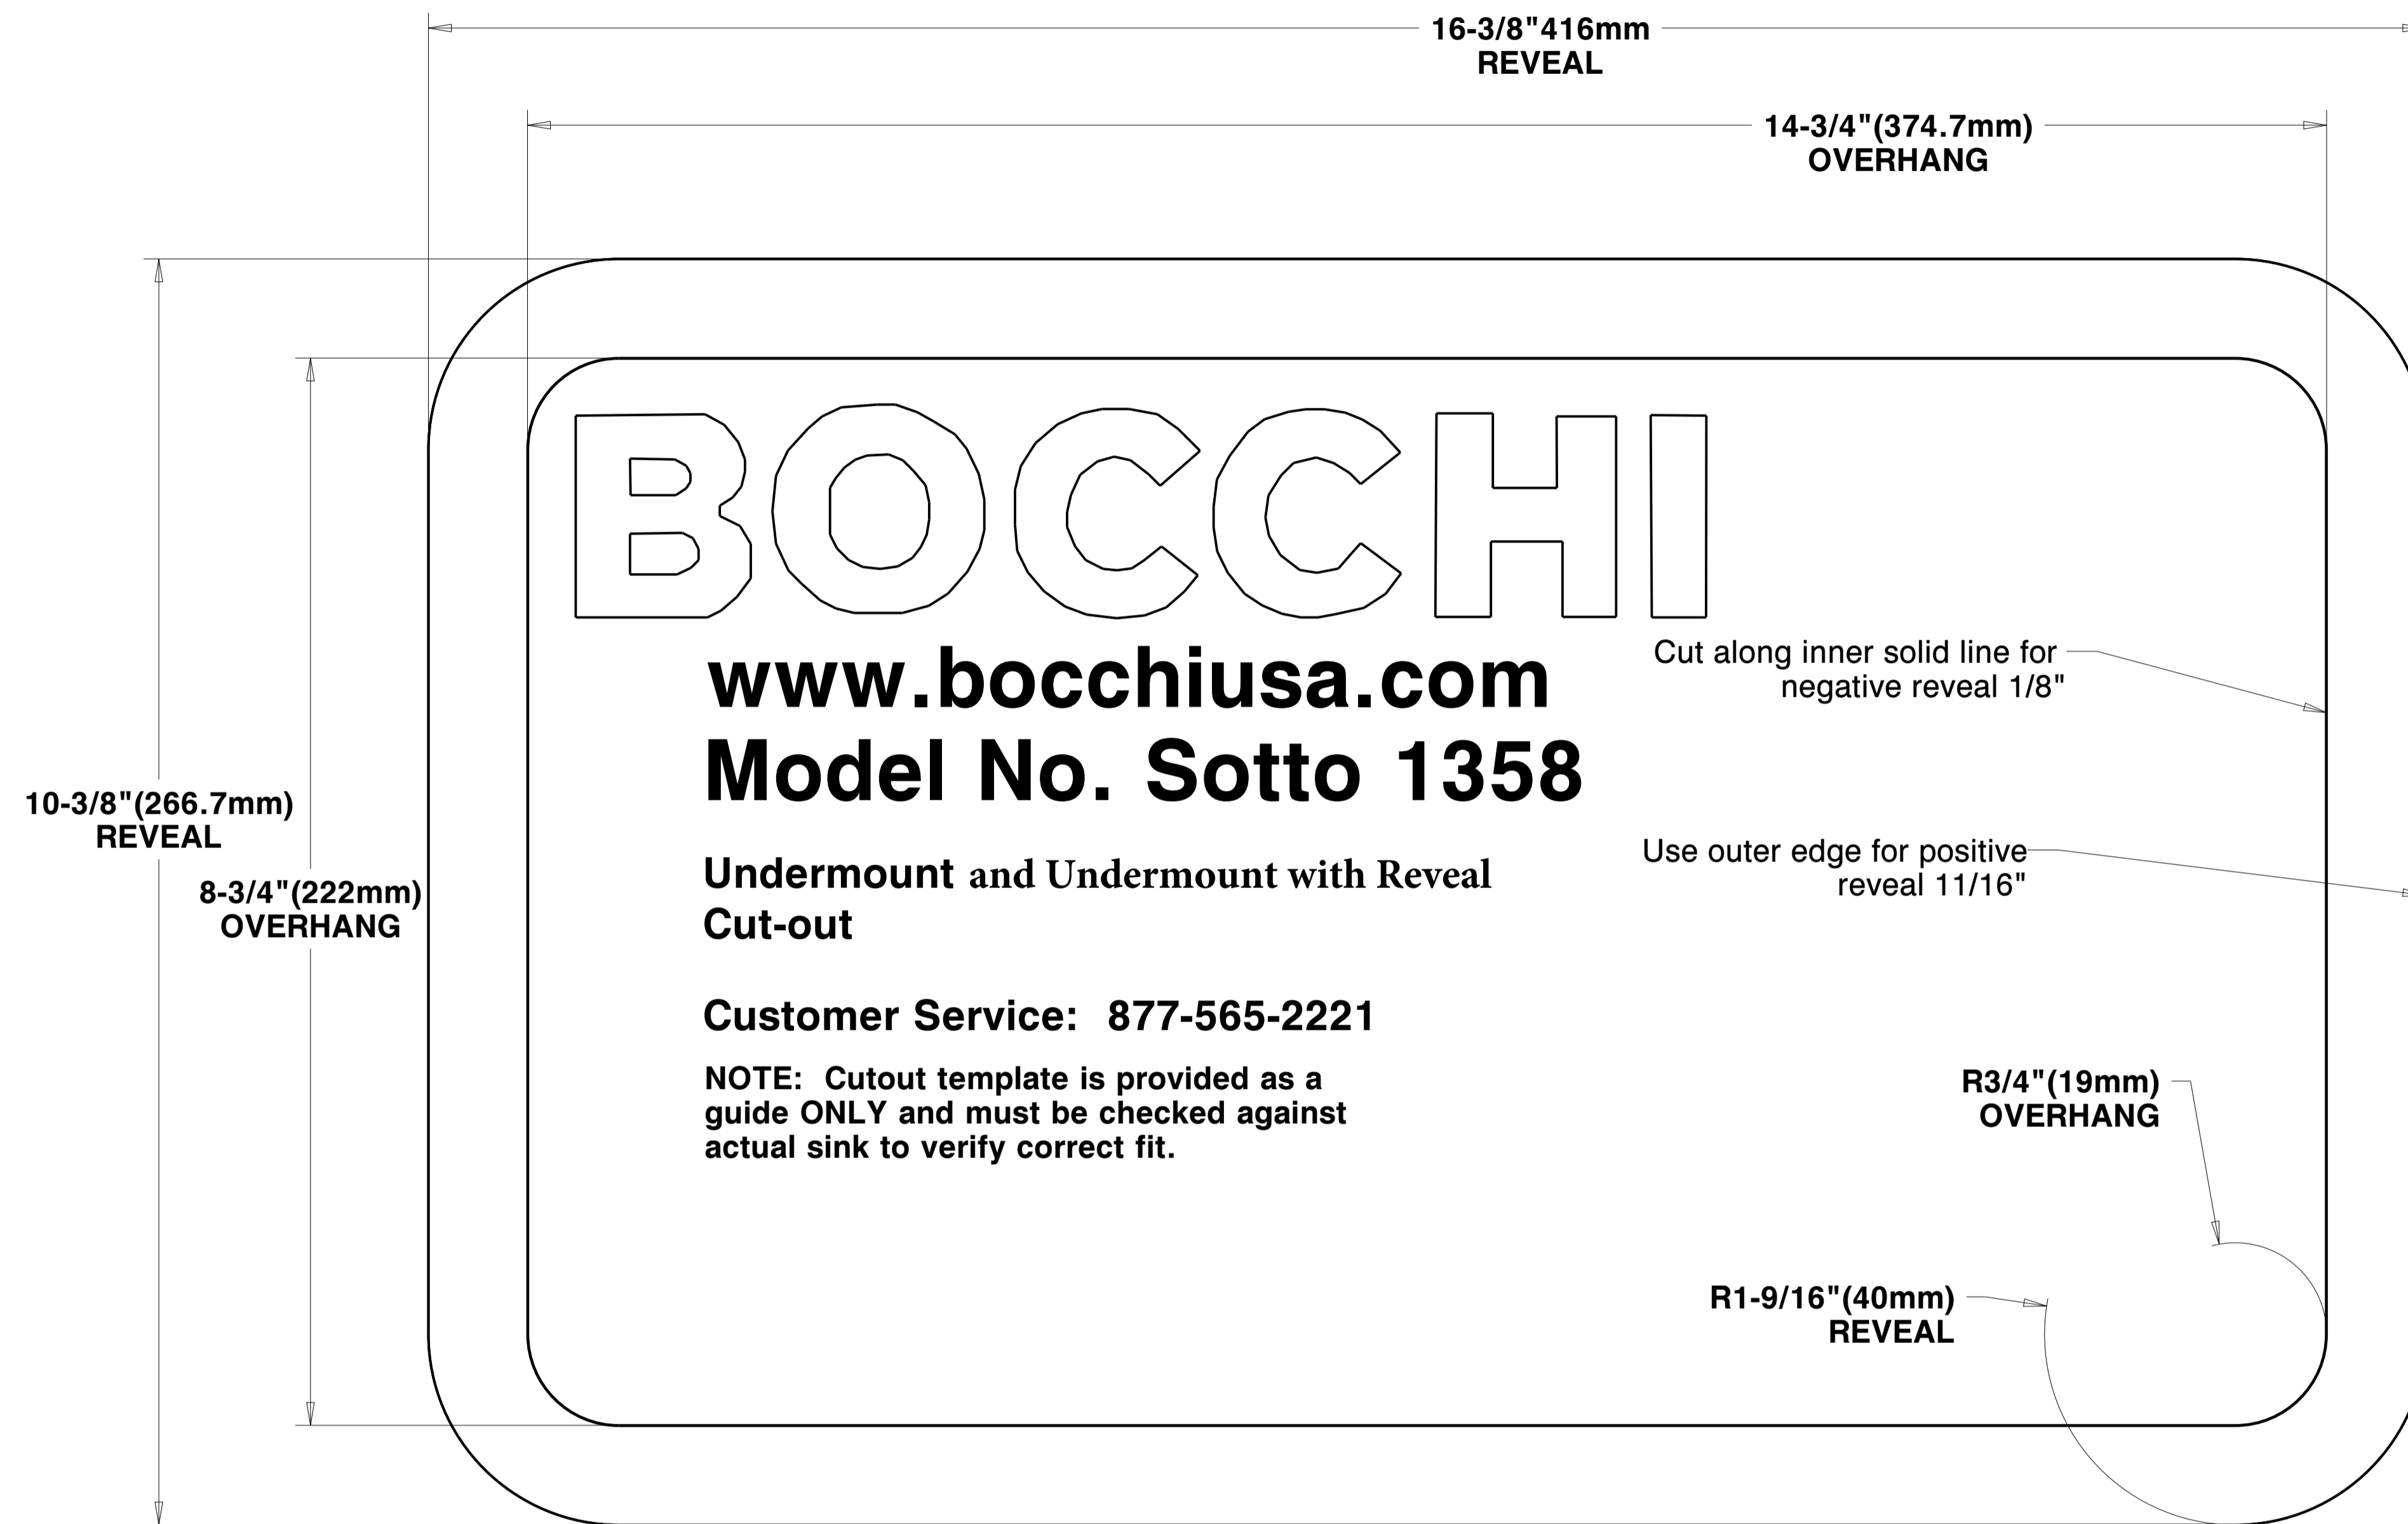 16-3/8"416mm
REVEAL
14-3/4"(374.7mm)
OVERHANG
BOCCHI
www.bocchiusa.com
Model No. Sotto 1358
Cut along inner solid line for
negative reveal 1/8"
10-3/8"(266.7mm)
REVEAL
8-3/4"(222mm)
OVERHANG
Use outer edge for positive
reveal 11/16"
Undermount and Undermount with Reveal
Cut-out
Customer Service: 877-565-2221
NOTE: Cutout template is provided as a
guide ONLY and must be checked against
actual sink to verify correct fit.
R3/4"(19mm)
OVERHANG
R1-9/16"(40mm)
REVEAL